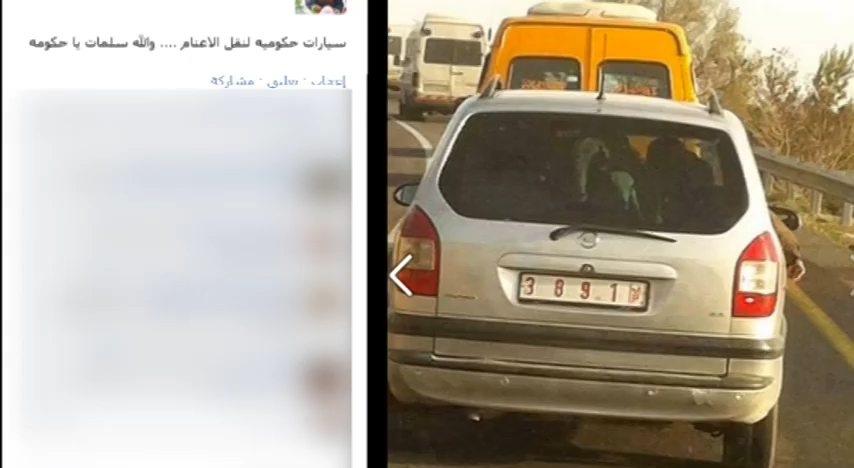 سيارات حكوميه لنقل الاغنام .... والله سلمات يا حكومه
إعجاب · تعليق · مشاركة
3 8 9 1